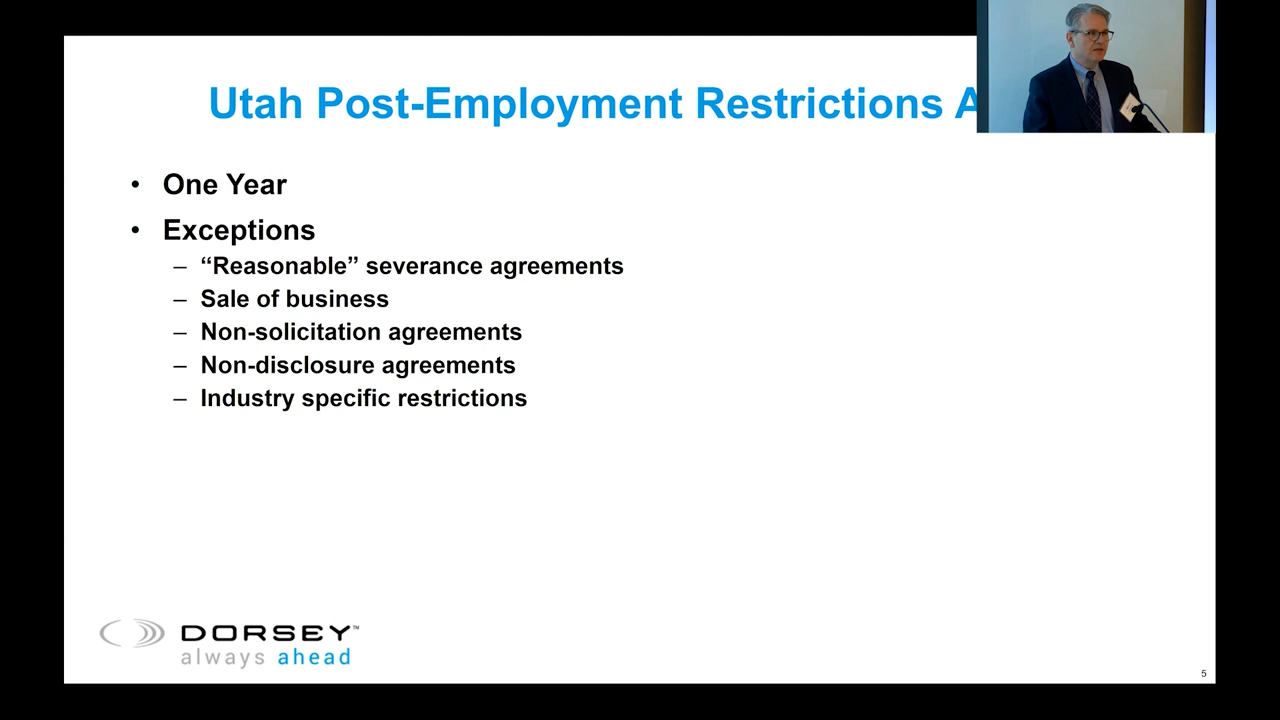 Utah Post-Employment Restrictions
• One Year
• Exceptions
– “Reasonable” severance agreements
– Sale of business
– Non-solicitation agreements
– Non-disclosure agreements
– Industry specific restrictions
DORSEY™
always ahead
5